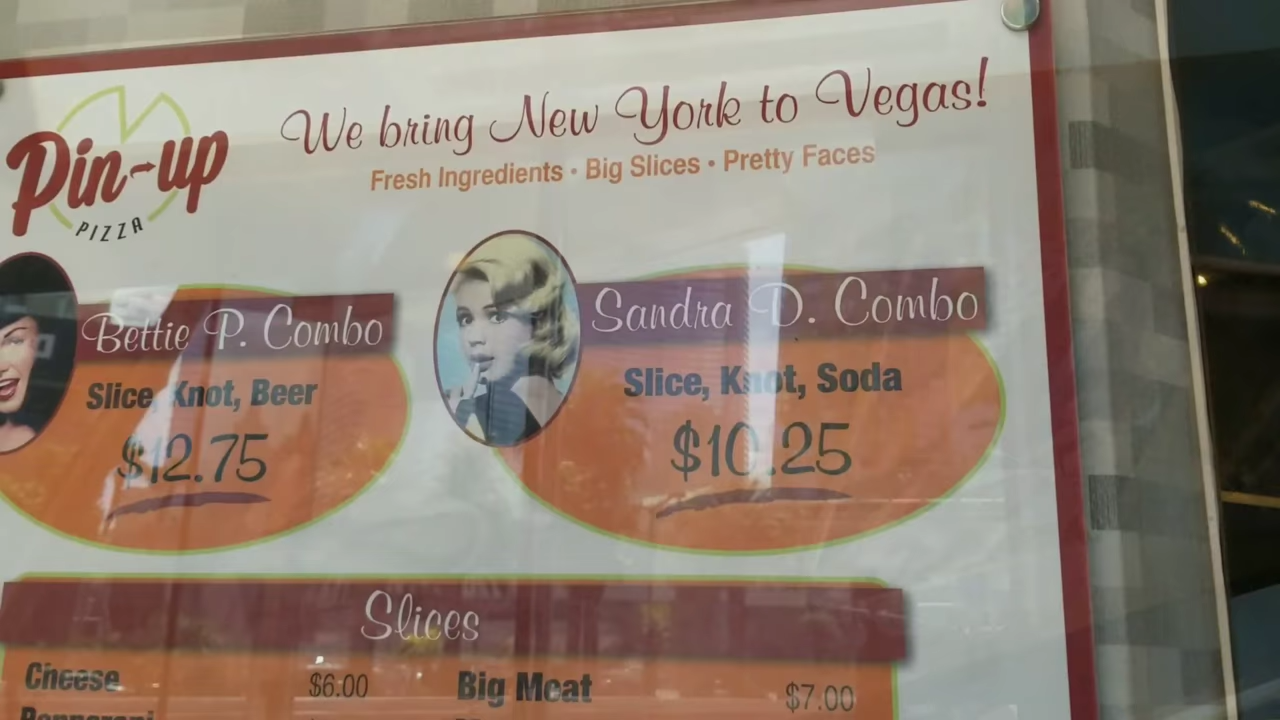 Pin-up
PIZZA
We bring New York to Vegas!
Fresh Ingredients • Big Slices • Pretty Faces
Bettie P. Combo
Slice, Knot, Beer
$12.75
Sandra D. Combo
Slice, Knot, Soda
$10.25
Slices
Cheese $6.00
Big Meat $7.00
Pepperoni